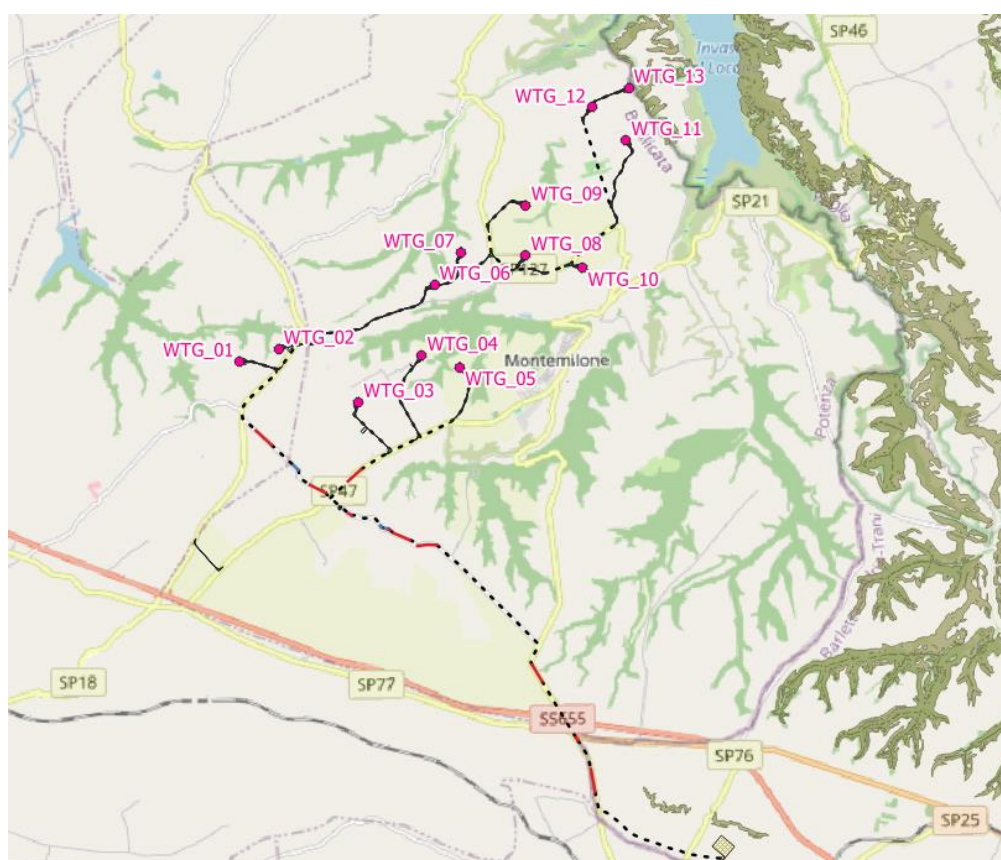 SP46
Invas
WTG_13
WTG_12
WTG_11
SP21
WTG_09
WTG_07
WTG_08
WTG_06
WTG_10
WTG_02
WTG_01
WTG_04
Montemilone
WTG_05
WTG_03
Potenza
SP47
SP18
SP77
SS655
SP76
SP25